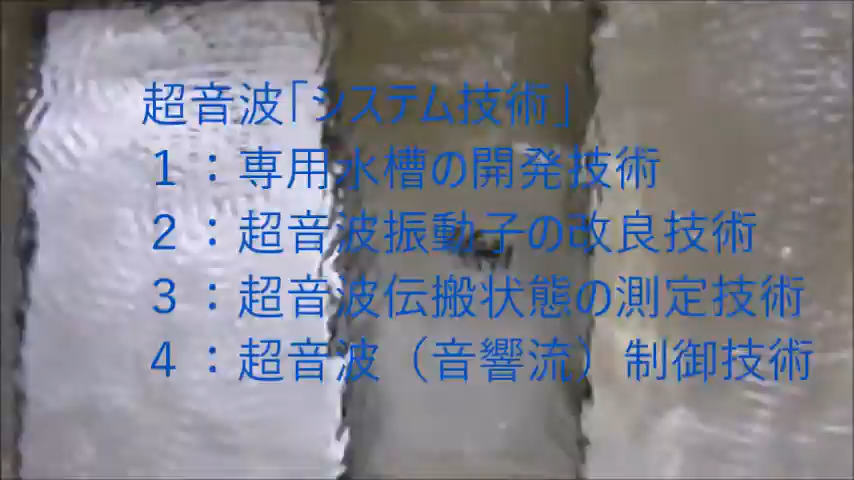 超音波「システム技術」
1：専用水槽の開発技術
2：超音波振動子の改良技術
3：超音波伝搬状態の測定技術
4：超音波（音響流）制御技術